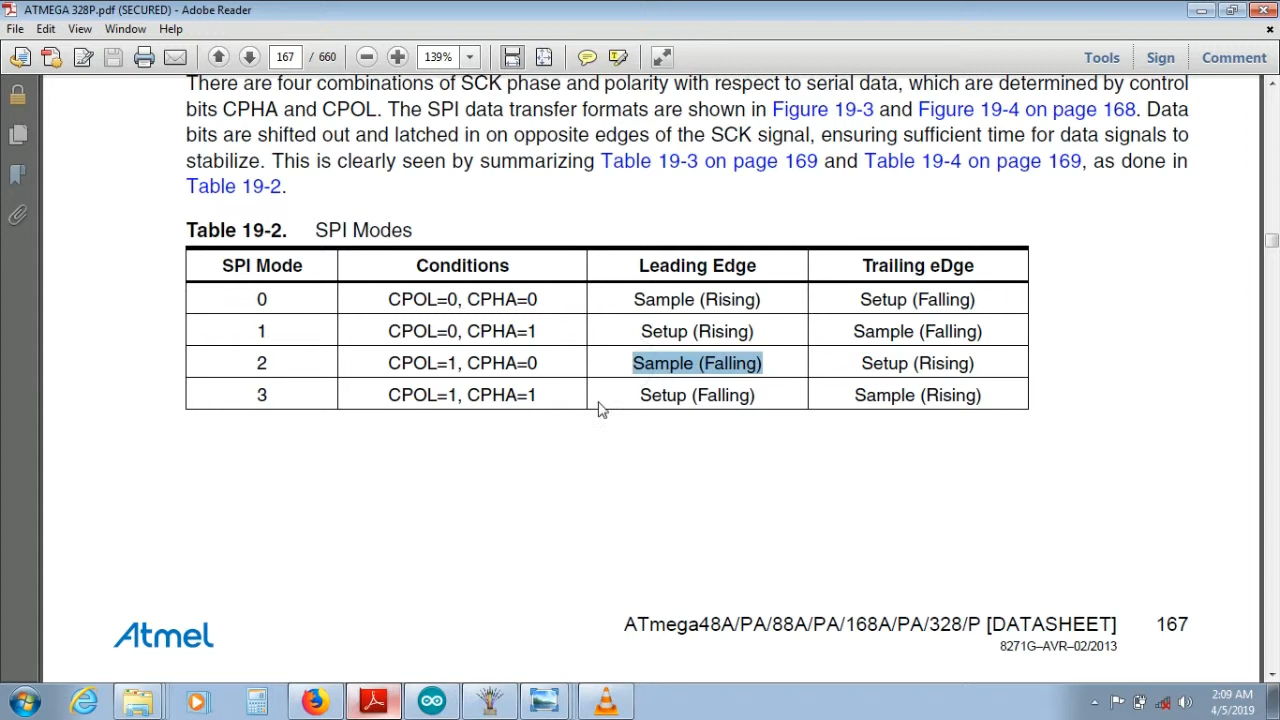 ATMEGA 328P.pdf (SECURED) - Adobe Reader
File Edit View Window Help
167 / 660 139% Tools Sign Comment
There are four combinations of SCK phase and polarity with respect to serial data, which are determined by control
bits CPHA and CPOL. The SPI data transfer formats are shown in Figure 19-3 and Figure 19-4 on page 168. Data
bits are shifted out and latched in on opposite edges of the SCK signal, ensuring sufficient time for data signals to
stabilize. This is clearly seen by summarizing Table 19-3 on page 169 and Table 19-4 on page 169, as done in
Table 19-2.
Table 19-2. SPI Modes
SPI Mode Conditions Leading Edge Trailing eDge
0 CPOL=0, CPHA=0 Sample (Rising) Setup (Falling)
1 CPOL=0, CPHA=1 Setup (Rising) Sample (Falling)
2 CPOL=1, CPHA=0 Sample (Falling) Setup (Rising)
3 CPOL=1, CPHA=1 Setup (Falling) Sample (Rising)
Atmel
ATmega48A/PA/88A/PA/168A/PA/328/P [DATASHEET] 167
8271G–AVR–02/2013
2:09 AM
4/5/2019